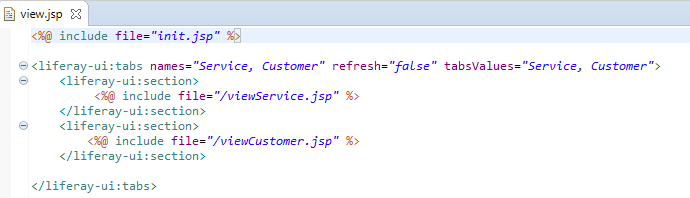 view.jsp
<%@ include file="init.jsp" %>
<liferay-ui:tabs names="Service, Customer" refresh="false" tabsValues="Service, Customer">
<liferay-ui:section>
<%@ include file="/viewService.jsp" %>
</liferay-ui:section>
<liferay-ui:section>
<%@ include file="/viewCustomer.jsp" %>
</liferay-ui:section>
</liferay-ui:tabs>